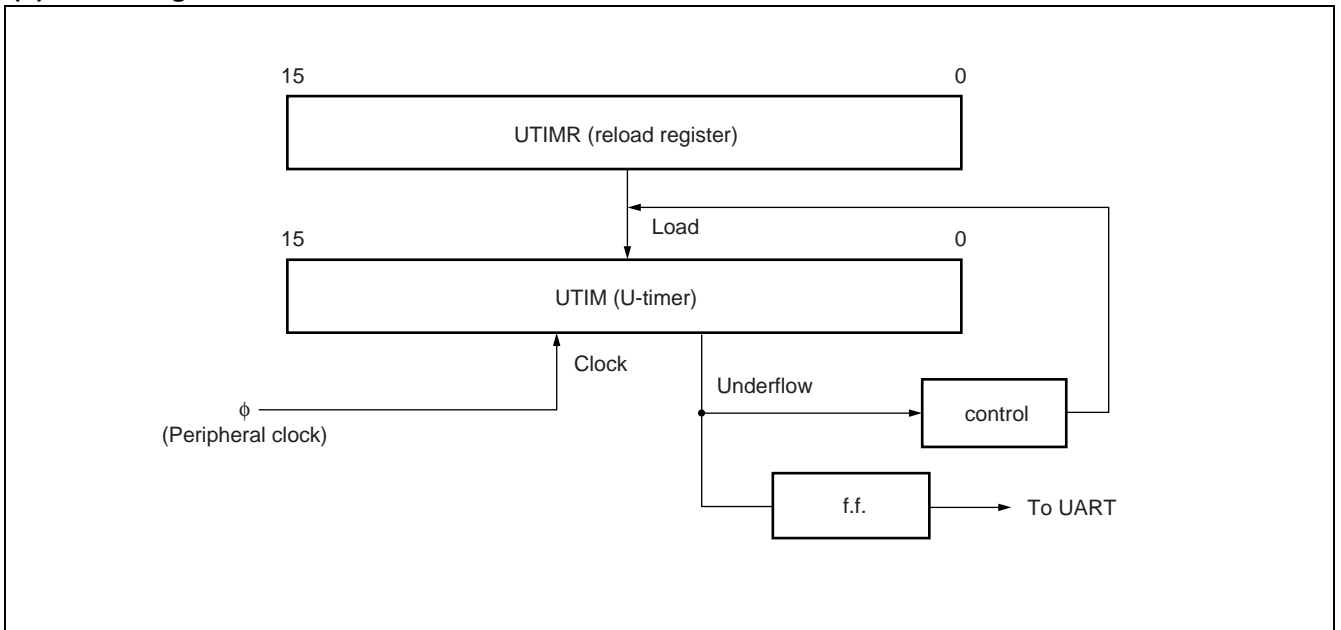 15 0
UTIMR (reload register)
Load
15 0
UTIM (U-timer)
Clock
Underflow
ϕ
(Peripheral clock)
control
f.f.
To UART